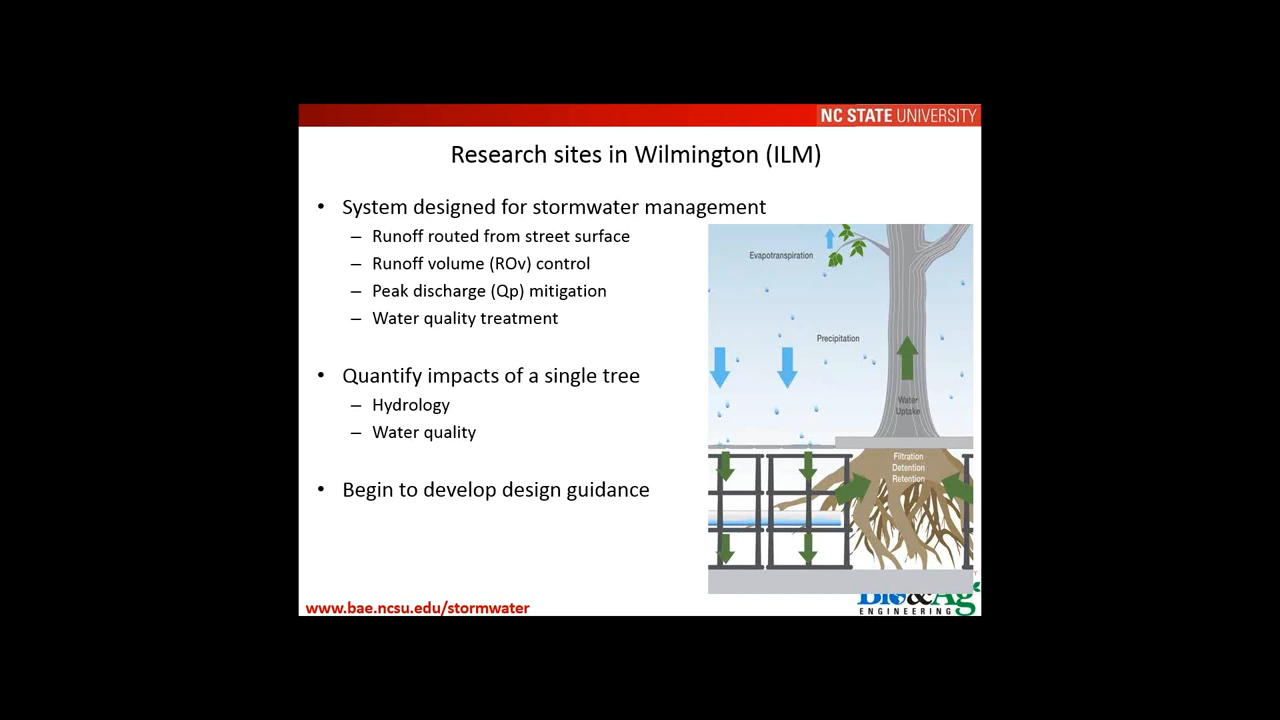 NC STATE UNIVERSITY
Research sites in Wilmington (ILM)
• System designed for stormwater management
– Runoff routed from street surface
– Runoff volume (ROv) control
– Peak discharge (Qp) mitigation
– Water quality treatment
• Quantify impacts of a single tree
– Hydrology
– Water quality
• Begin to develop design guidance
Evapotranspiration
Precipitation
Water
Uptake
Filtration
Detention
Retention
www.bae.ncsu.edu/stormwater
Bio&Ag
ENGINEERING